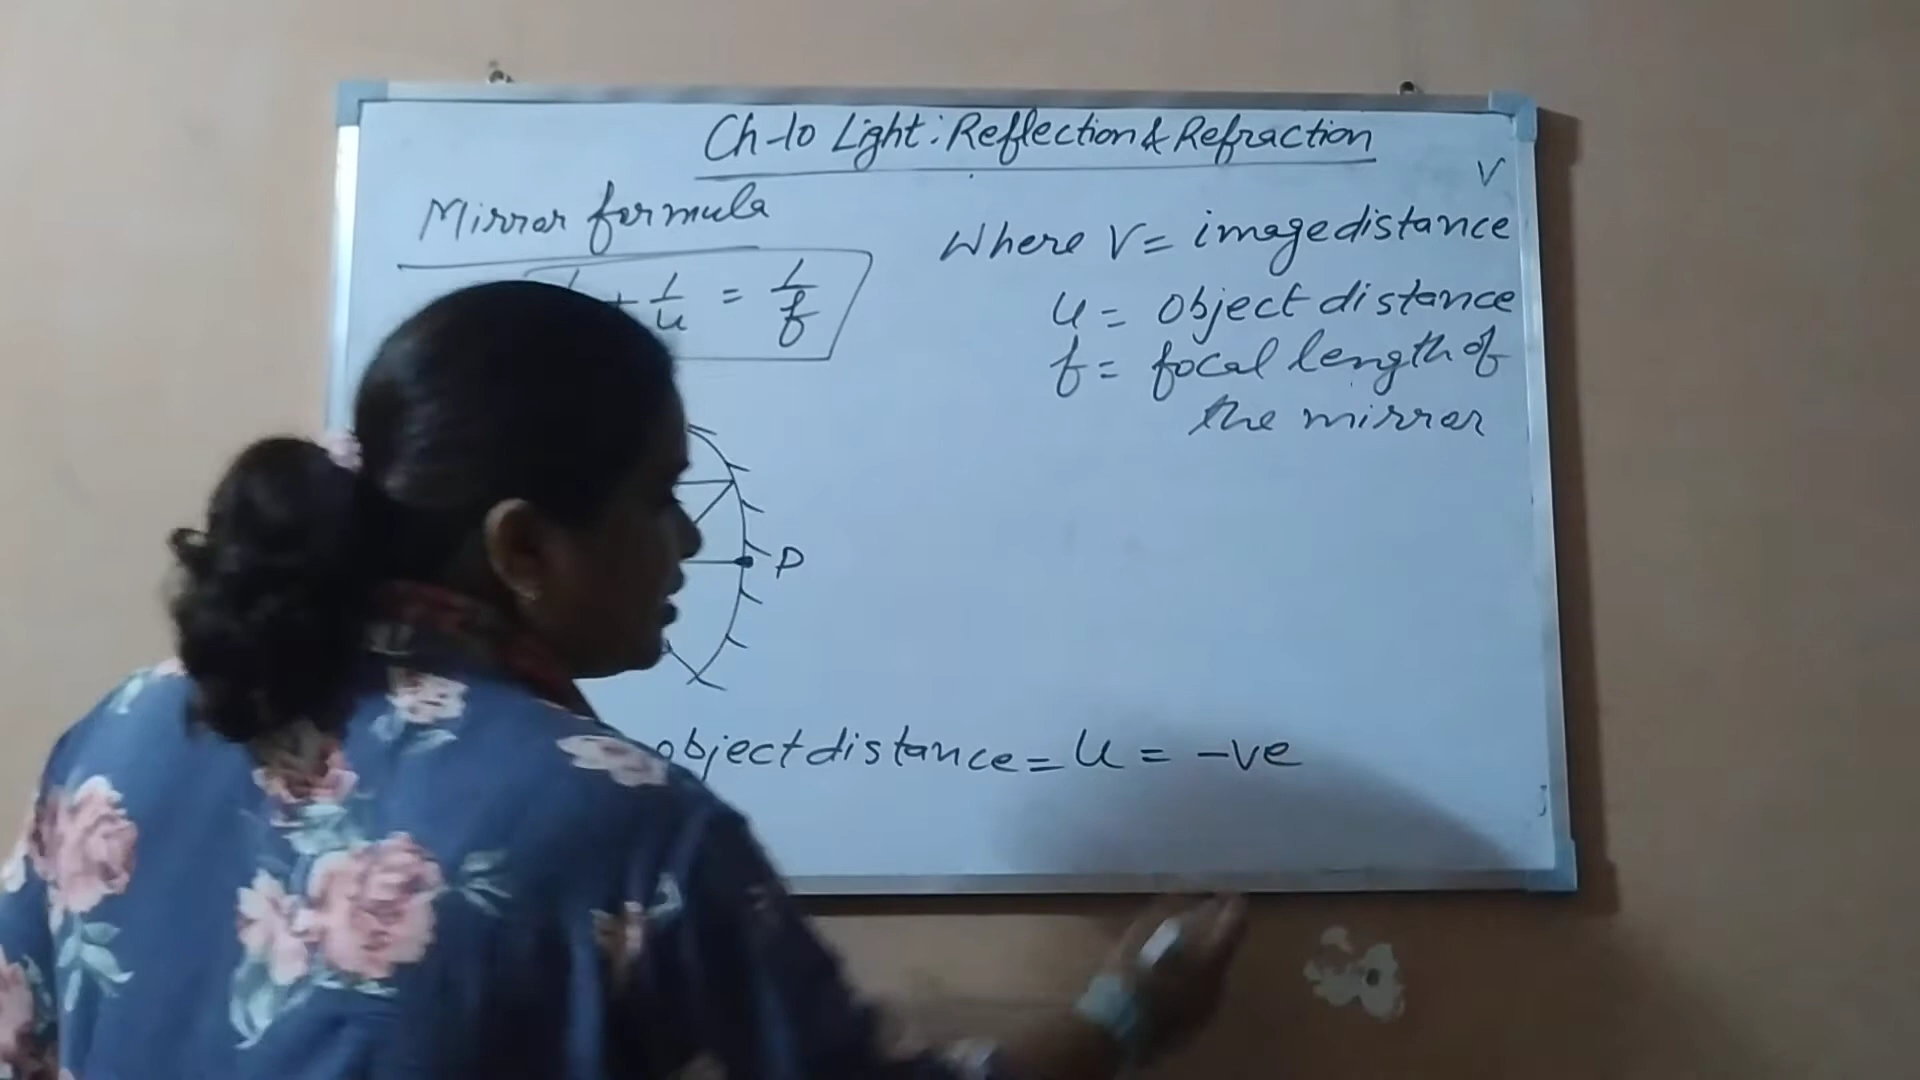 Ch-10 Light: Reflection & Refraction
V
Mirror formula
+ 1/u = 1/f
Where V = image distance
u = object distance
f = focal length of
the mirror
P
object distance = u = -ve